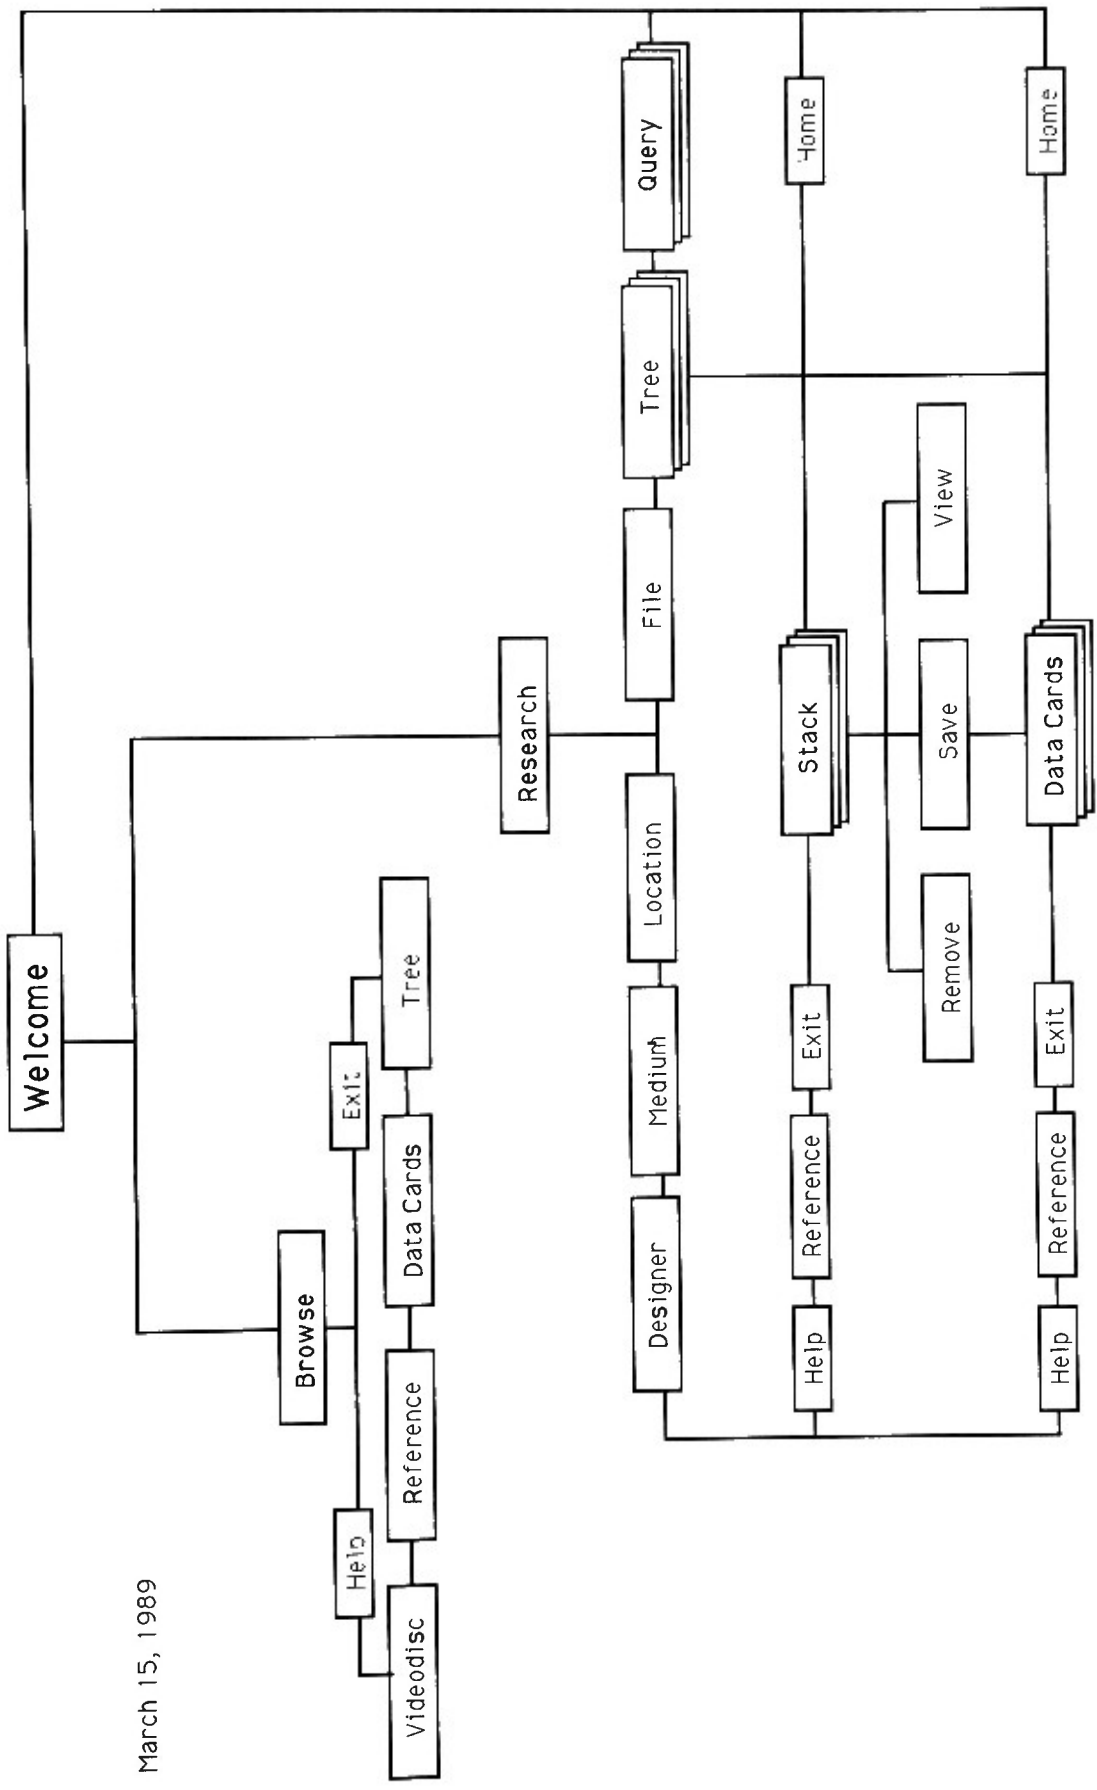 March 15, 1989
Welcome
Browse
Help
Exit
Videodisc
Reference
Data Cards
Tree
Research
Designer
Medium
Location
File
Tree
Query
Help
Reference
Exit
Stack
Home
Remove
Save
View
Help
Reference
Exit
Data Cards
Home